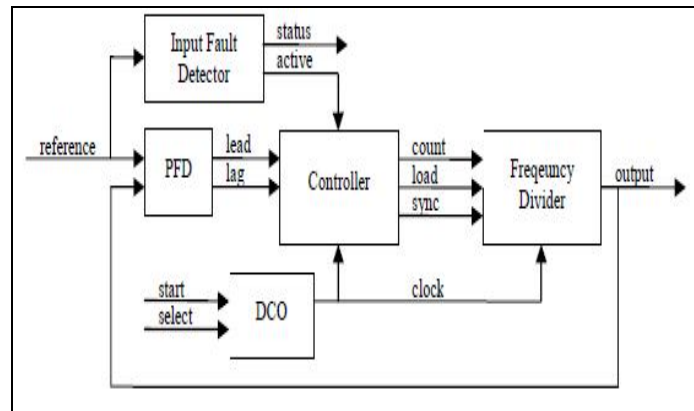 status
Input Fault
Detector
active
reference
lead
PFD
lag
Controller
count
load
sync
Freqeuncy
Divider
output
start
select
DCO
clock